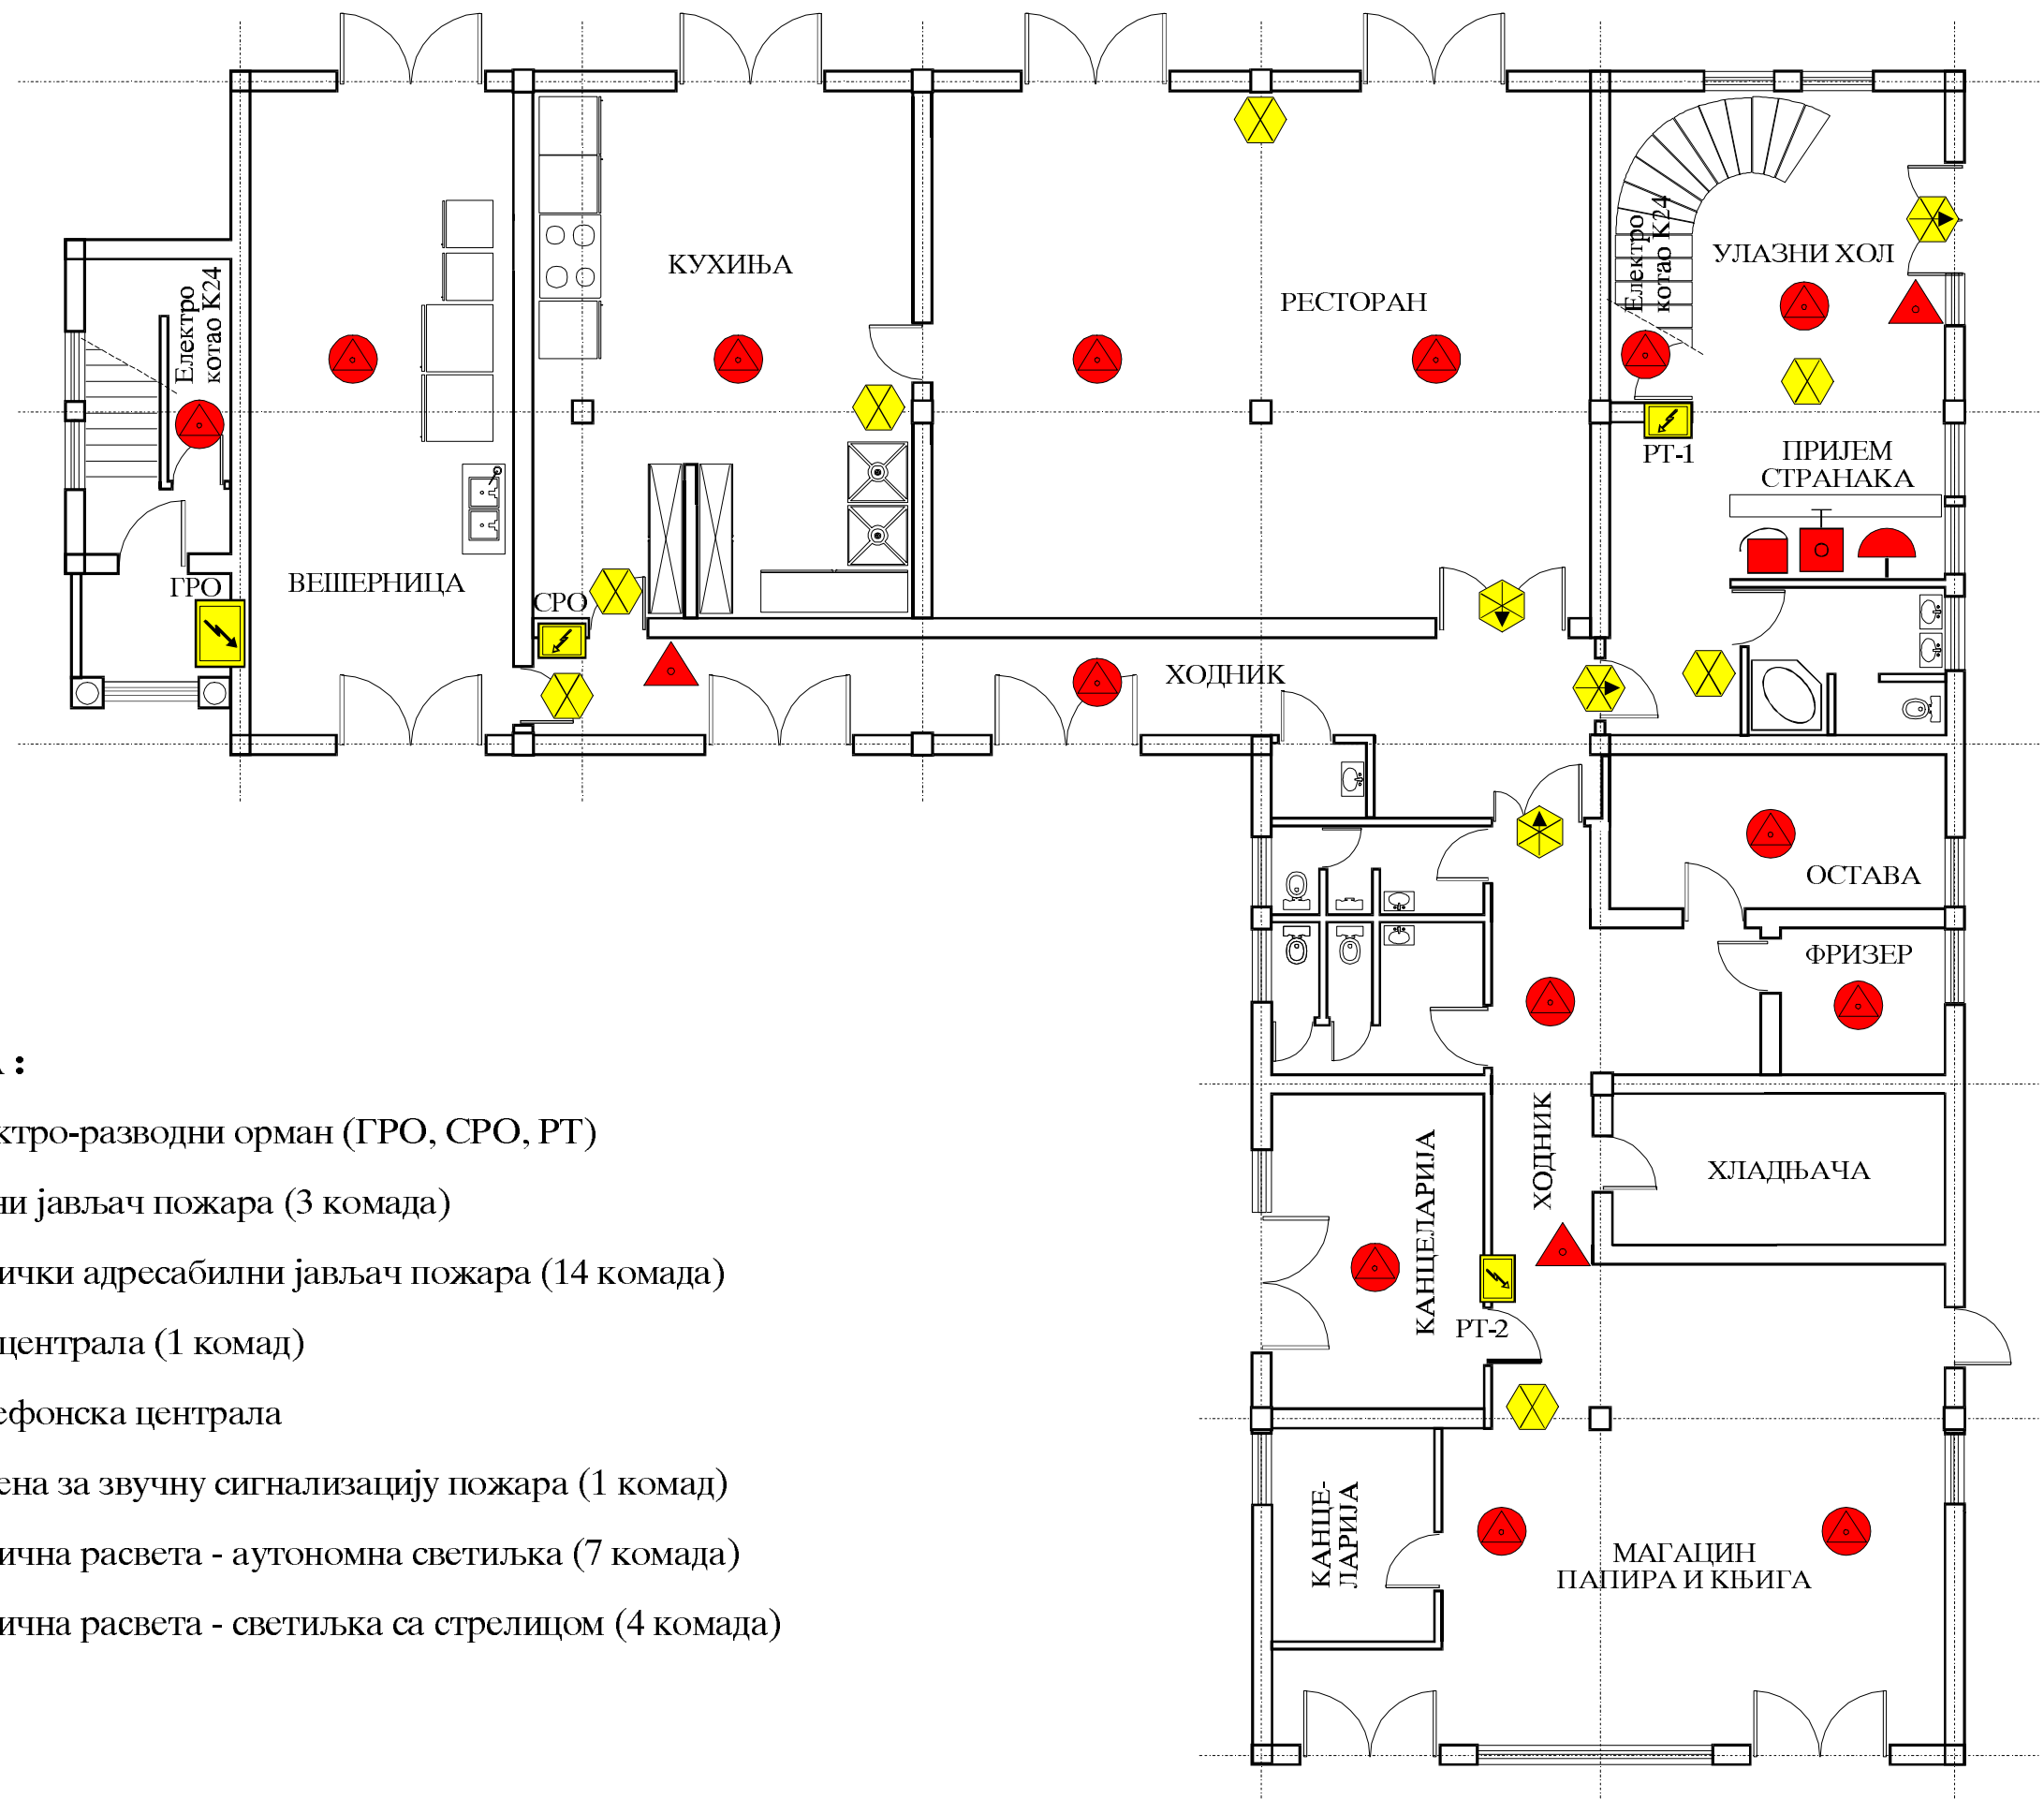 КУХИЊА
РЕСТОРАН
УЛАЗНИ ХОЛ
Електро
котао К24
Електро
котао К24
РТ-1
ПРИЈЕМ
СТРАНАКА
ГРО
ВЕШЕРНИЦА
СРО
ХОДНИК
ОСТАВА
ФРИЗЕР
ХОДНИК
ХЛАДЊАЧА
КАНЦЕЛАРИЈА
РТ-2
КАНЦЕ-
ЛАРИЈА
МАГАЦИН
ПАПИРА И КЊИГА
А :
ктро-разводни орман (ГРО, СРО, РТ)
ни јављач пожара (3 комада)
ички адресабилни јављач пожара (14 комада)
централа (1 комад)
ефонска централа
ена за звучну сигнализацију пожара (1 комад)
ична расвета - аутономна светиљка (7 комада)
ична расвета - светиљка са стрелицом (4 комада)